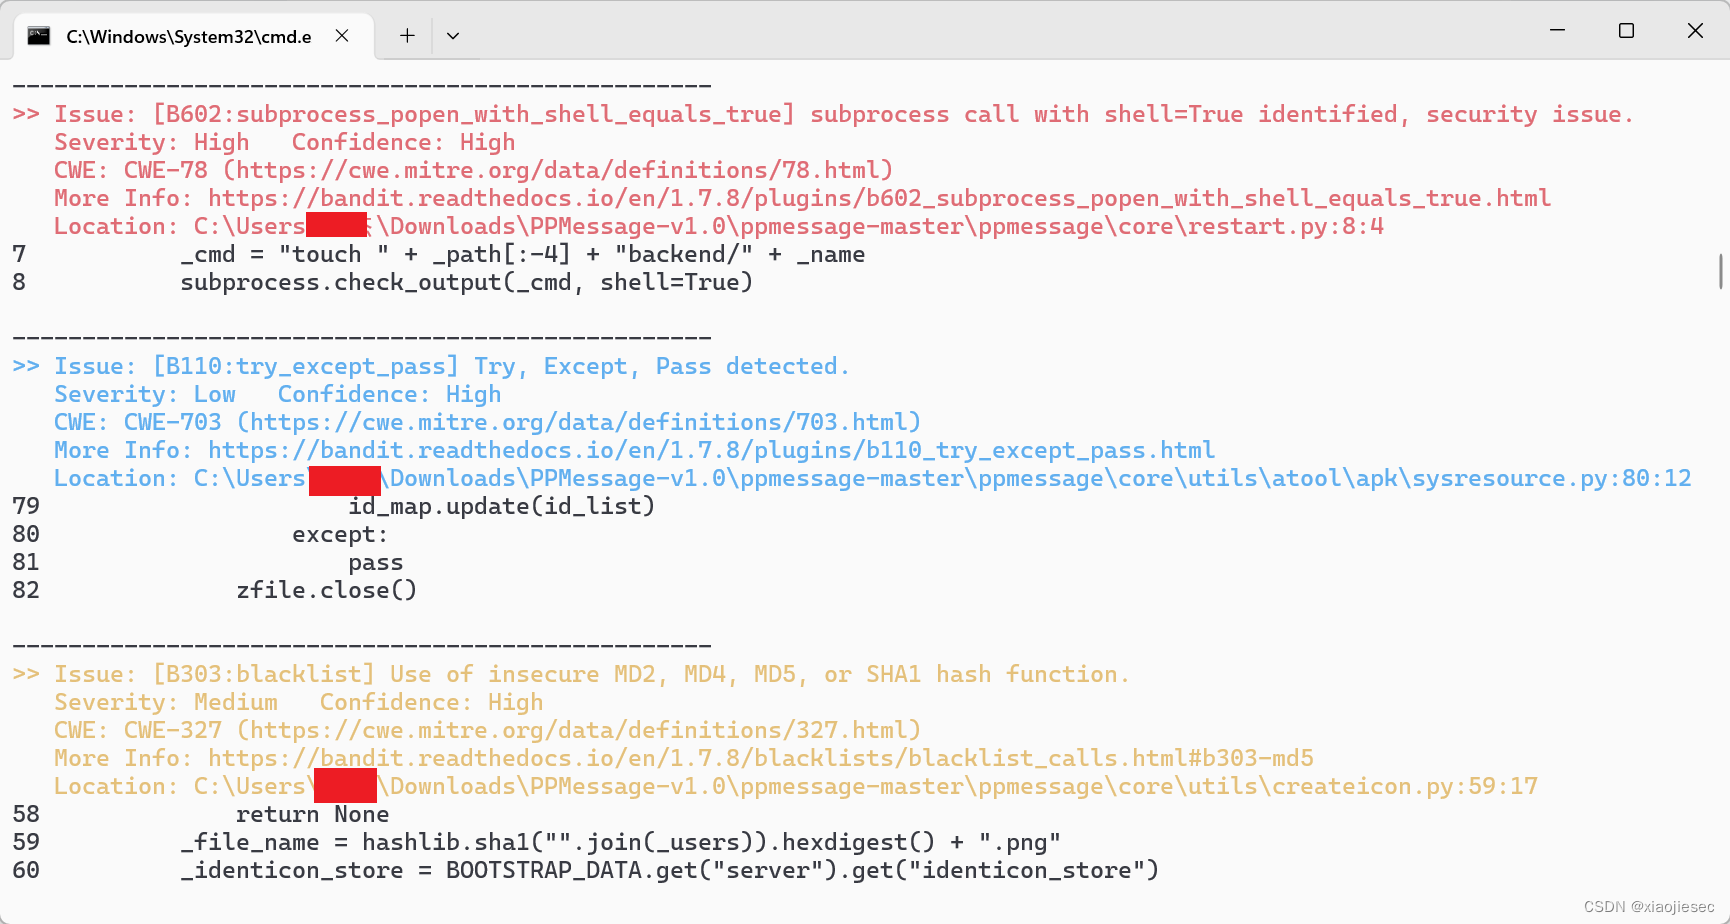 C:\Windows\System32\cmd.e
--------------------------------------------------
>> Issue: [B602:subprocess_popen_with_shell_equals_true] subprocess call with shell=True identified, security issue.
   Severity: High   Confidence: High
   CWE: CWE-78 (https://cwe.mitre.org/data/definitions/78.html)
   More Info: https://bandit.readthedocs.io/en/1.7.8/plugins/b602_subprocess_popen_with_shell_equals_true.html
   Location: C:\Users \Downloads\PPMessage-v1.0\ppmessage-master\ppmessage\core\restart.py:8:4
7           _cmd = "touch " + _path[:-4] + "backend/" + _name
8           subprocess.check_output(_cmd, shell=True)
--------------------------------------------------
>> Issue: [B110:try_except_pass] Try, Except, Pass detected.
   Severity: Low   Confidence: High
   CWE: CWE-703 (https://cwe.mitre.org/data/definitions/703.html)
   More Info: https://bandit.readthedocs.io/en/1.7.8/plugins/b110_try_except_pass.html
   Location: C:\Users \Downloads\PPMessage-v1.0\ppmessage-master\ppmessage\core\utils\atool\apk\sysresource.py:80:12
79                      id_map.update(id_list)
80                  except:
81                      pass
82              zfile.close()
--------------------------------------------------
>> Issue: [B303:blacklist] Use of insecure MD2, MD4, MD5, or SHA1 hash function.
   Severity: Medium   Confidence: High
   CWE: CWE-327 (https://cwe.mitre.org/data/definitions/327.html)
   More Info: https://bandit.readthedocs.io/en/1.7.8/blacklists/blacklist_calls.html#b303-md5
   Location: C:\Users\ \Downloads\PPMessage-v1.0\ppmessage-master\ppmessage\core\utils\createicon.py:59:17
58              return None
59          _file_name = hashlib.sha1("".join(_users)).hexdigest() + ".png"
60          _identicon_store = BOOTSTRAP_DATA.get("server").get("identicon_store")
CSDN @xiaojiesec